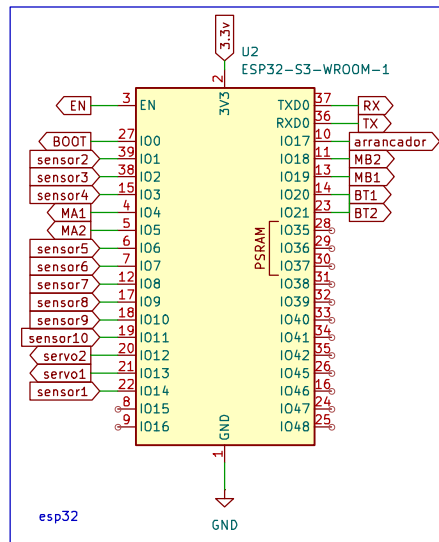 3.3v
U2
ESP32-S3-WROOM-1
2
3V3
EN 3 EN TXD0 37 RX
RXD0 36 TX
BOOT 27 IO0 IO17 10 arrancador
sensor2 39 IO1 IO18 11 MB2
sensor3 38 IO2 IO19 13 MB1
sensor4 15 IO3 IO20 14 BT1
MA1 4 IO4 IO21 23 BT2
MA2 5 IO5 IO35 28
sensor5 6 IO6 IO36 29
sensor6 7 IO7 IO37 30
PSRAM
sensor7 12 IO8 IO38 31
sensor8 17 IO9 IO39 32
sensor9 18 IO10 IO40 33
sensor10 19 IO11 IO41 34
servo2 20 IO12 IO42 35
servo1 21 IO13 IO45 26
sensor1 22 IO14 IO46 16
8 IO15 IO47 24
9 IO16 IO48 25
GND
1
esp32
GND